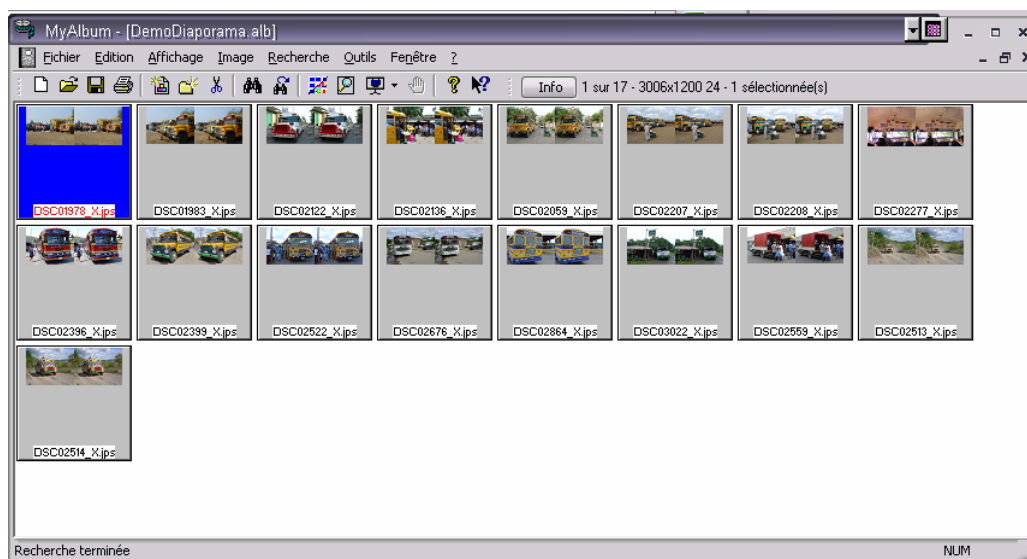 MyAlbum - [DemoDiaporama.alb]
Fichier Edition Affichage Image Recherche Outils Fenêtre ?
Info 1 sur 17 - 3006x1200 24 - 1 sélectionnée(s)
DSC01978_X.jps DSC01983_X.jps DSC02122_X.jps DSC02136_X.jps DSC02059_X.jps DSC02207_X.jps DSC02208_X.jps DSC02277_X.jps
DSC02396_X.jps DSC02399_X.jps DSC02522_X.jps DSC02676_X.jps DSC02864_X.jps DSC03022_X.jps DSC02559_X.jps DSC02513_X.jps
DSC02514_X.jps
Recherche terminée NUM